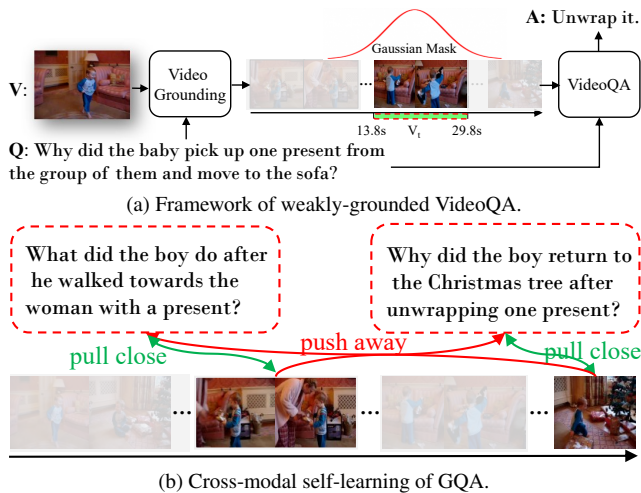 A: Unwrap it.
Gaussian Mask
V:
Video
Grounding
...
...
VideoQA
13.8s
Vt
29.8s
Q: Why did the baby pick up one present from
the group of them and move to the sofa?
(a) Framework of weakly-grounded VideoQA.
What did the boy do after
he walked towards the
woman with a present?
Why did the boy return to
the Christmas tree after
unwrapping one present?
pull close
push away
pull close
...
...
...
(b) Cross-modal self-learning of GQA.